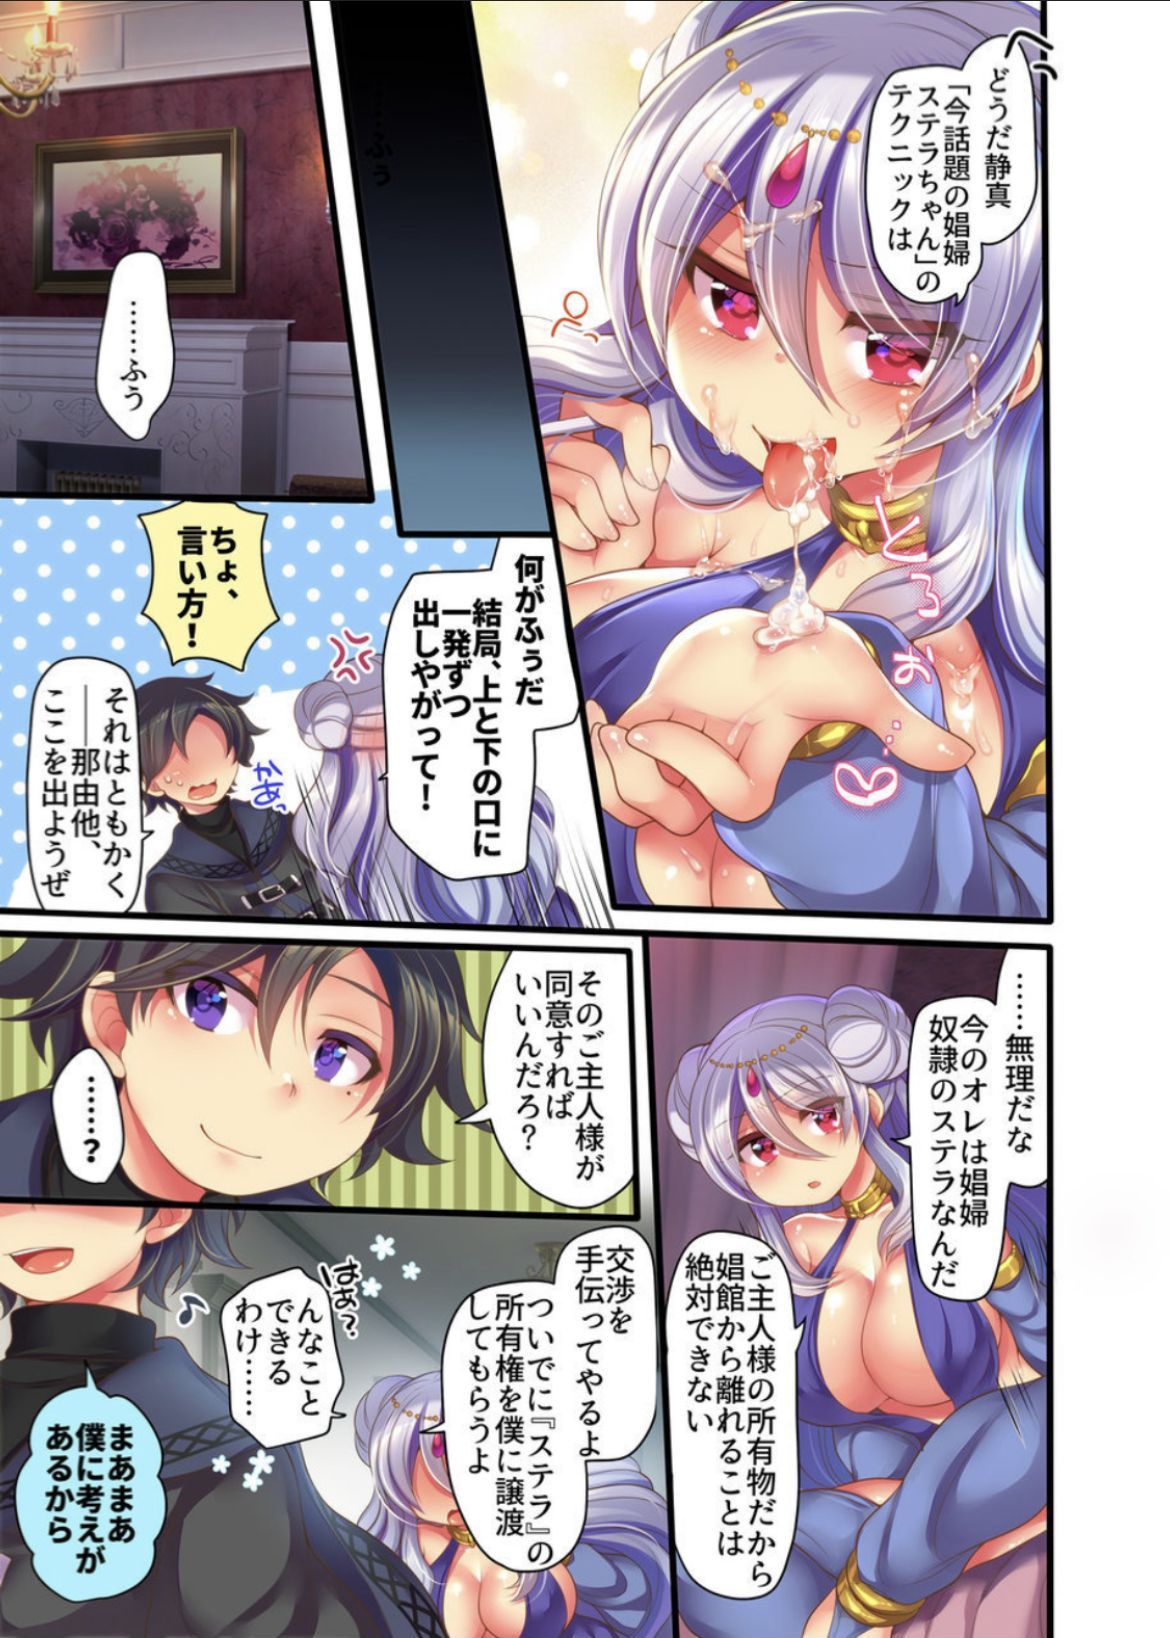 どうだ静真
「今話題の娼婦
ステラちゃん」の
テクニックは
とろぉ
……ふぅ
……ふぅ
何がふぅだ
結局、上と下の口に
一発ずつ
出しやがって！
ちょ、
言い方！
かあっ
それはともかく
――那由他、
ここを出ようぜ
……無理だな
今のオレは娼婦
奴隷のステラなんだ
ご主人様の所有物だから
娼館から離れることは
絶対できない
そのご主人様が
同意すれば
いいんだろ？
……？
交渉を
手伝ってやるよ
ついでに『ステラ』の
所有権を僕に譲渡
してもらうよ
はあ？
んなこと
できる
わけ……
まあまあ
僕に考えが
あるから